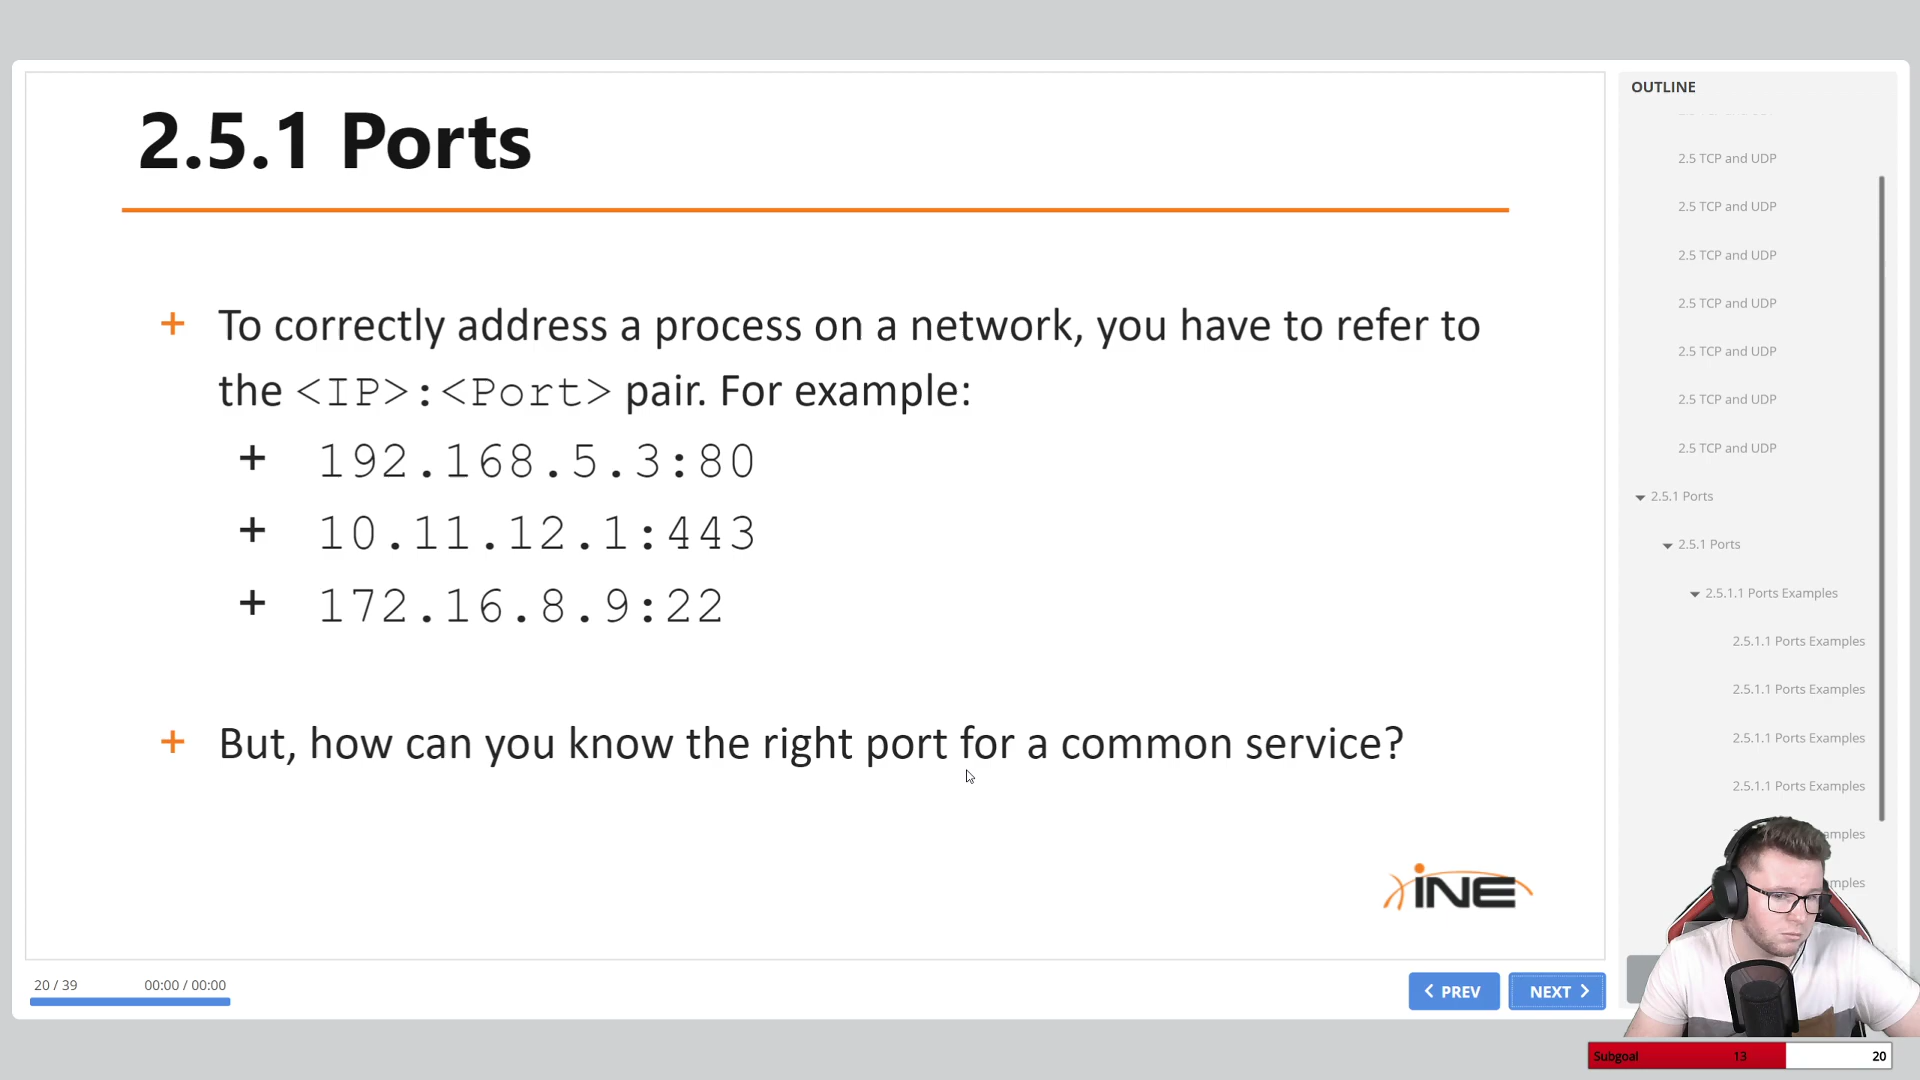 2.5.1 Ports
+ To correctly address a process on a network, you have to refer to
the <IP>:<Port> pair. For example:
+ 192.168.5.3:80
+ 10.11.12.1:443
+ 172.16.8.9:22
+ But, how can you know the right port for a common service?
iNE
20 / 39
00:00 / 00:00
PREV
NEXT
OUTLINE
2.5 TCP and UDP
2.5 TCP and UDP
2.5 TCP and UDP
2.5 TCP and UDP
2.5 TCP and UDP
2.5 TCP and UDP
2.5 TCP and UDP
2.5.1 Ports
2.5.1 Ports
2.5.1.1 Ports Examples
2.5.1.1 Ports Examples
2.5.1.1 Ports Examples
2.5.1.1 Ports Examples
2.5.1.1 Ports Examples
Subgoal 13 20